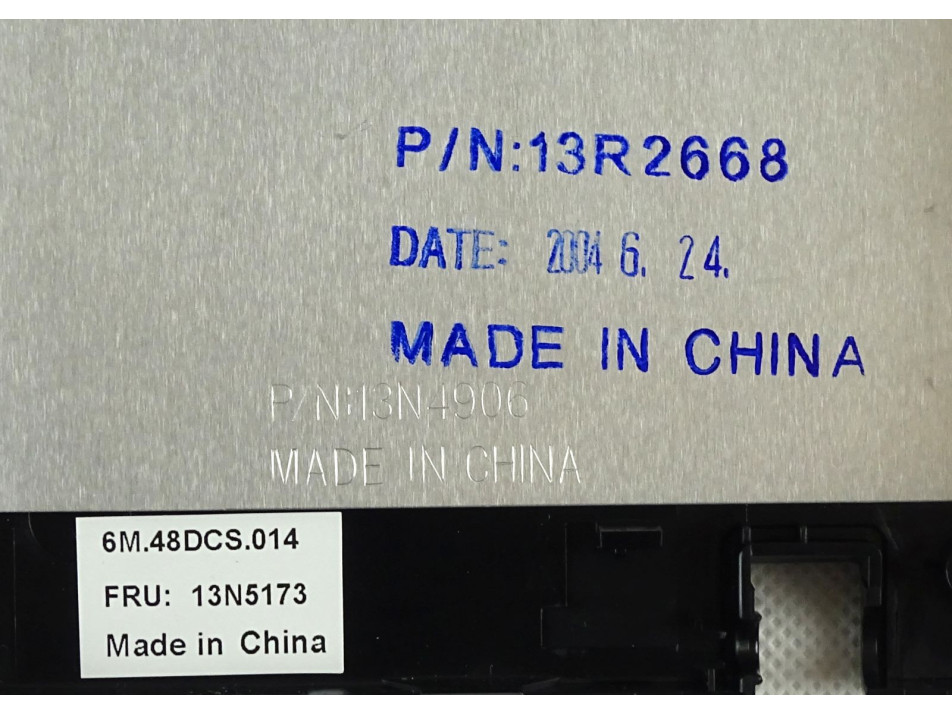 P/N:13R2668
DATE: 2004 6. 24.
MADE IN CHINA
P/N:13N4906
MADE IN CHINA
6M.48DCS.014
FRU: 13N5173
Made in China